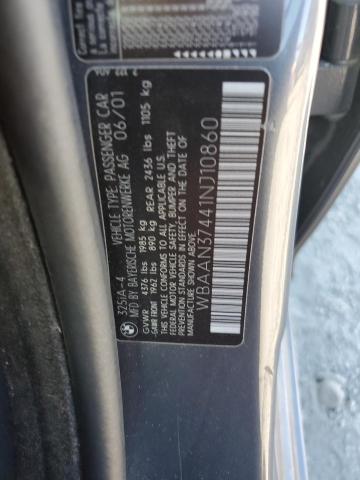 325iA-4 VEHICLE TYPE: PASSENGER CAR
MFD BY BAYERISCHE MOTORENWERKE AG 06/01
GVWR 4376 lbs 1985 kg
GAWR FRONT 1962 lbs 890 kg REAR 2436 lbs 1105 kg
THIS VEHICLE CONFORMS TO ALL APPLICABLE
FEDERAL MOTOR VEHICLE SAFETY, BUMPER, AND
THEFT PREVENTION STANDARDS IN EFFECT ON THE DATE OF
MANUFACTURE SHOWN ABOVE.
WBAAN37441NJ10860